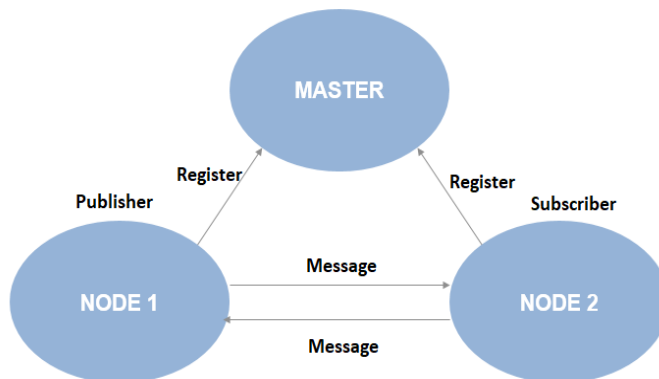 MASTER
Register
Register
Publisher
Subscriber
Message
NODE 1
NODE 2
Message